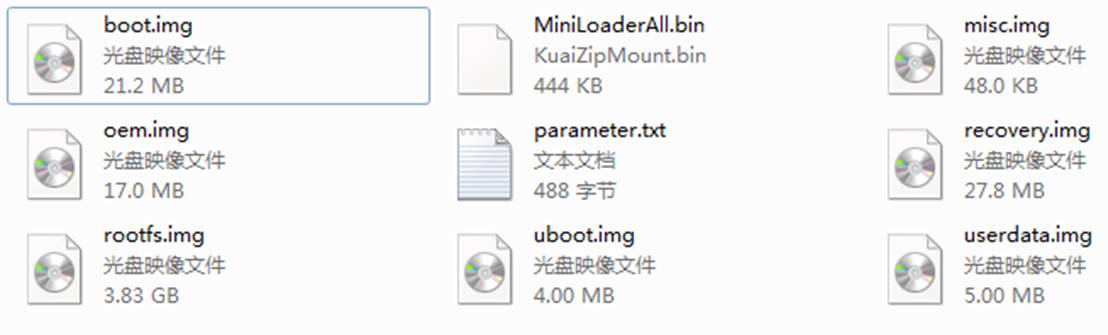 boot.img
光盘映像文件
21.2 MB
MiniLoaderAll.bin
KuaiZipMount.bin
444 KB
misc.img
光盘映像文件
48.0 KB
oem.img
光盘映像文件
17.0 MB
parameter.txt
文本文档
488 字节
recovery.img
光盘映像文件
27.8 MB
rootfs.img
光盘映像文件
3.83 GB
uboot.img
光盘映像文件
4.00 MB
userdata.img
光盘映像文件
5.00 MB